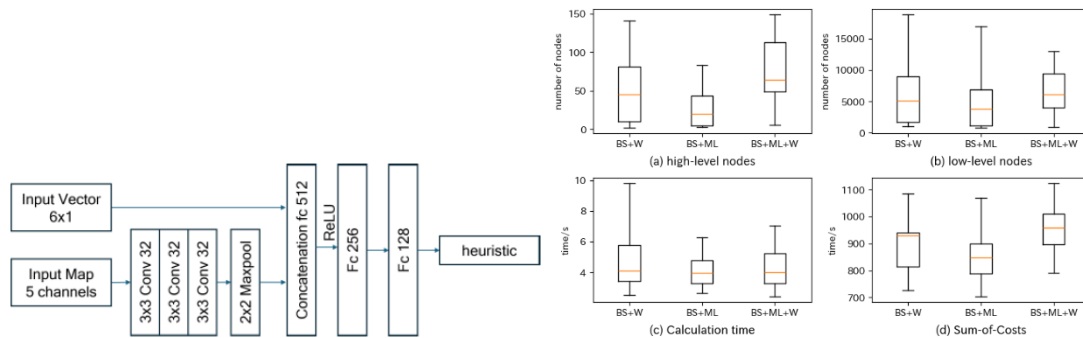 Input Vector
6x1
Input Map
5 channels
3x3 Conv 32
3x3 Conv 32
3x3 Conv 32
2x2 Maxpool
Concatenation fc 512
ReLU
Fc 256
Fc 128
heuristic
number of nodes
150
100
50
0
BS+W
BS+ML
BS+ML+W
(a) high-level nodes
number of nodes
15000
10000
5000
0
BS+W
BS+ML
BS+ML+W
(b) low-level nodes
time/s
10
8
6
4
BS+W
BS+ML
BS+ML+W
(c) Calculation time
time/s
1100
1000
900
800
700
BS+W
BS+ML
BS+ML+W
(d) Sum-of-Costs